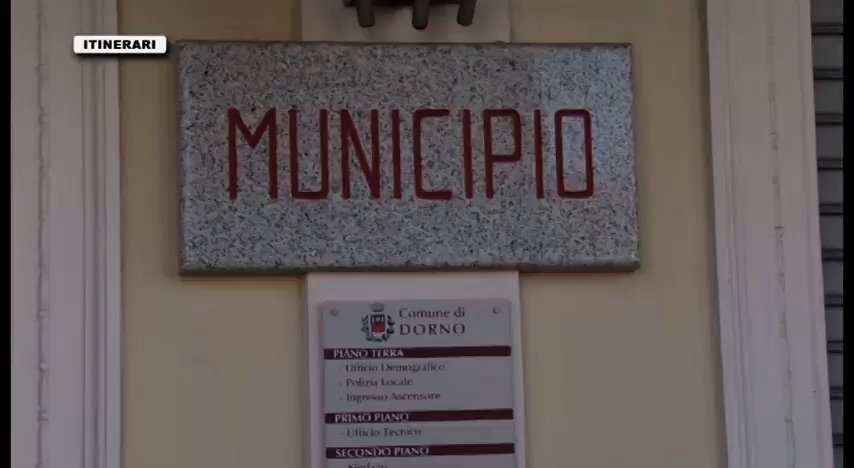 ITINERARI
MUNICIPIO
Comune di
DORNO
PIANO TERRA
- Ufficio Demografico
- Polizia Locale
- Ingresso Ascensore
PRIMO PIANO
- Ufficio Tecnico
SECONDO PIANO